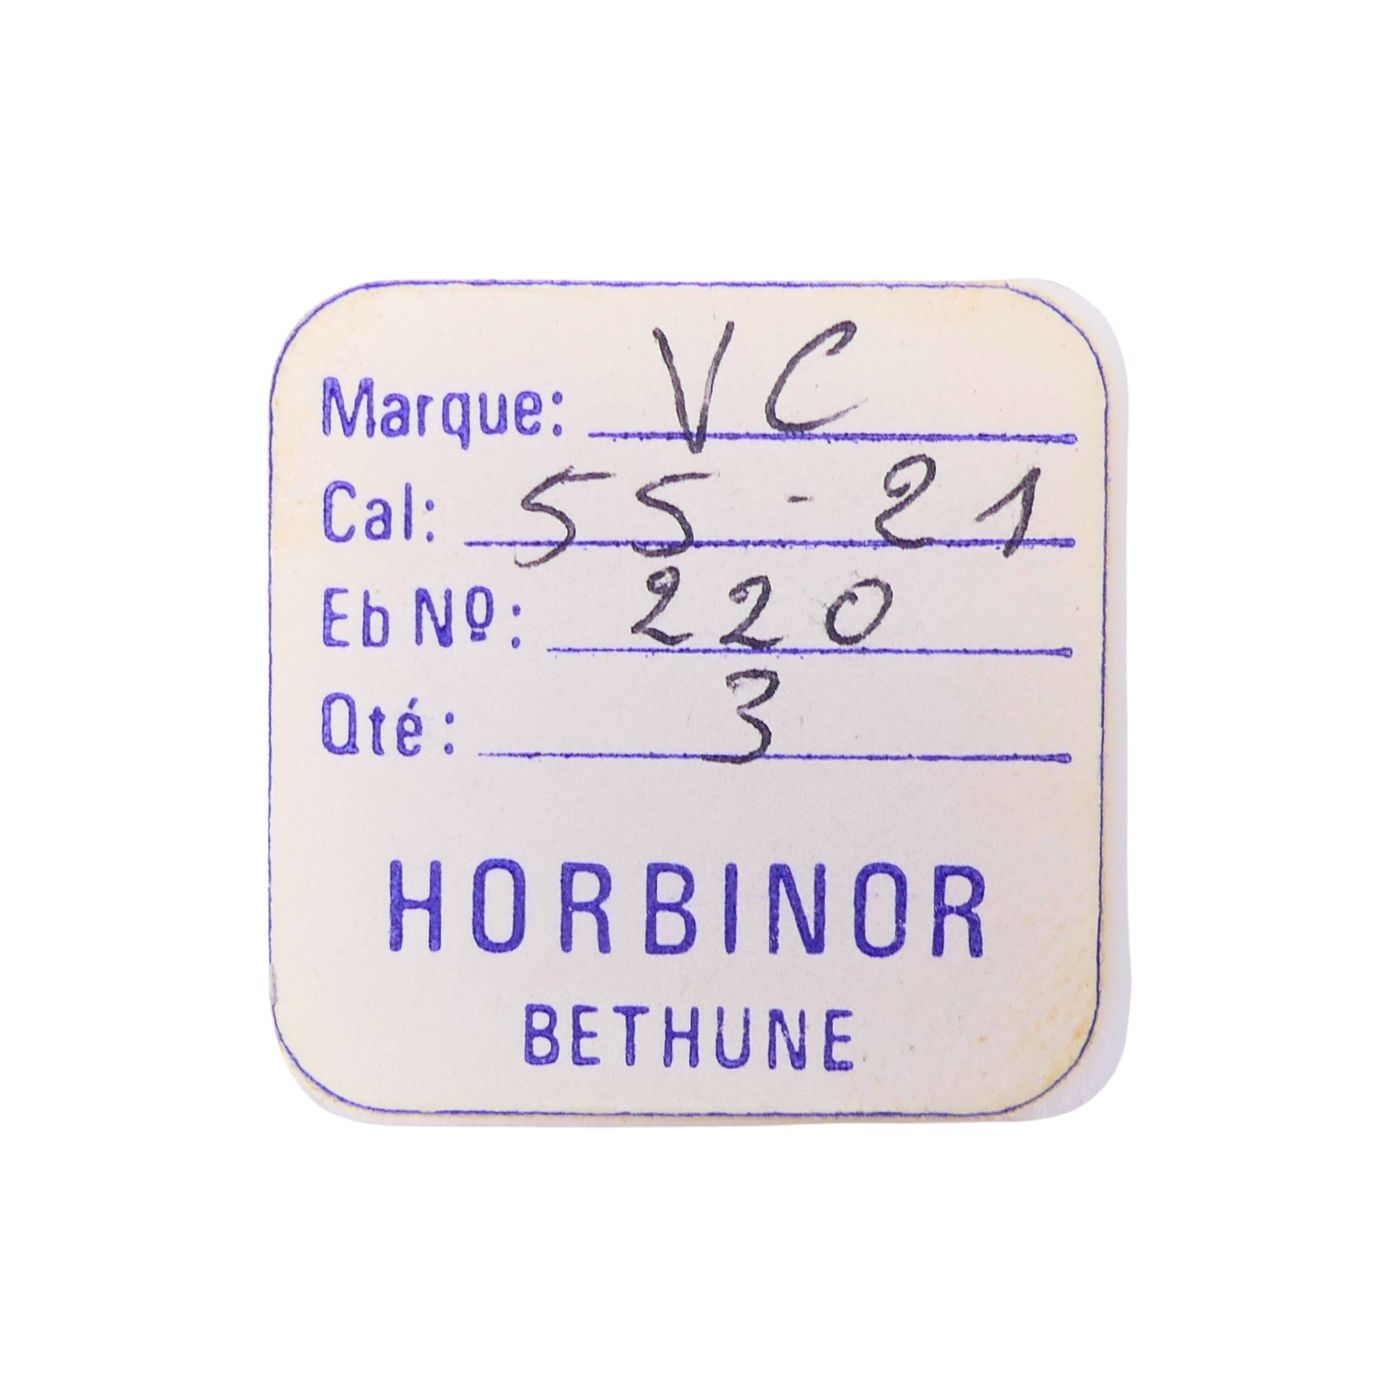 Marque: VC
Cal: 55-21
Eb Nº: 220
Qté: 3
HORBINOR
BETHUNE